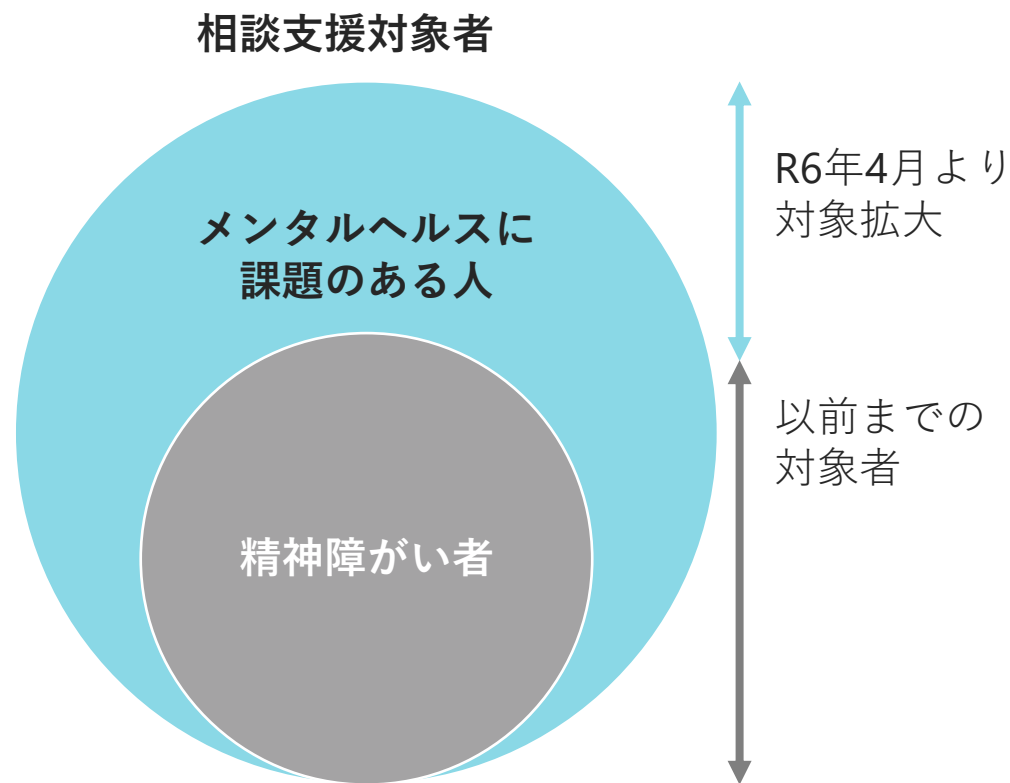 相談支援対象者
メンタルヘルスに
課題のある人
精神障がい者
R6年4月より
対象拡大
以前までの
対象者